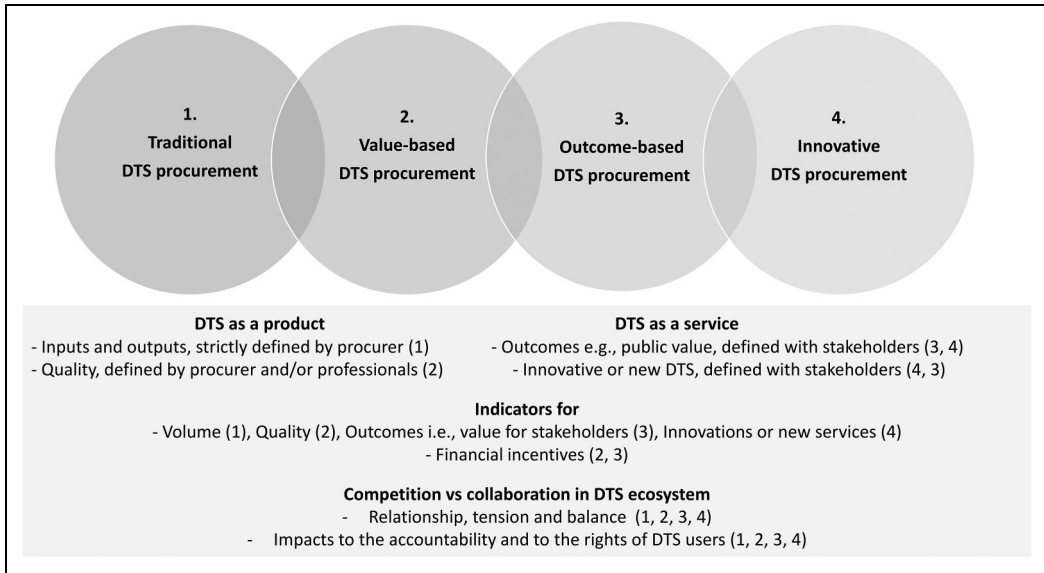 1.
Traditional
DTS procurement
2.
Value-based
DTS procurement
3.
Outcome-based
DTS procurement
4.
Innovative
DTS procurement
DTS as a product
- Inputs and outputs, strictly defined by procurer (1)
- Quality, defined by procurer and/or professionals (2)
DTS as a service
- Outcomes e.g., public value, defined with stakeholders (3, 4)
- Innovative or new DTS, defined with stakeholders (4, 3)
Indicators for
- Volume (1), Quality (2), Outcomes i.e., value for stakeholders (3), Innovations or new services (4)
- Financial incentives (2, 3)
Competition vs collaboration in DTS ecosystem
- Relationship, tension and balance (1, 2, 3, 4)
- Impacts to the accountability and to the rights of DTS users (1, 2, 3, 4)